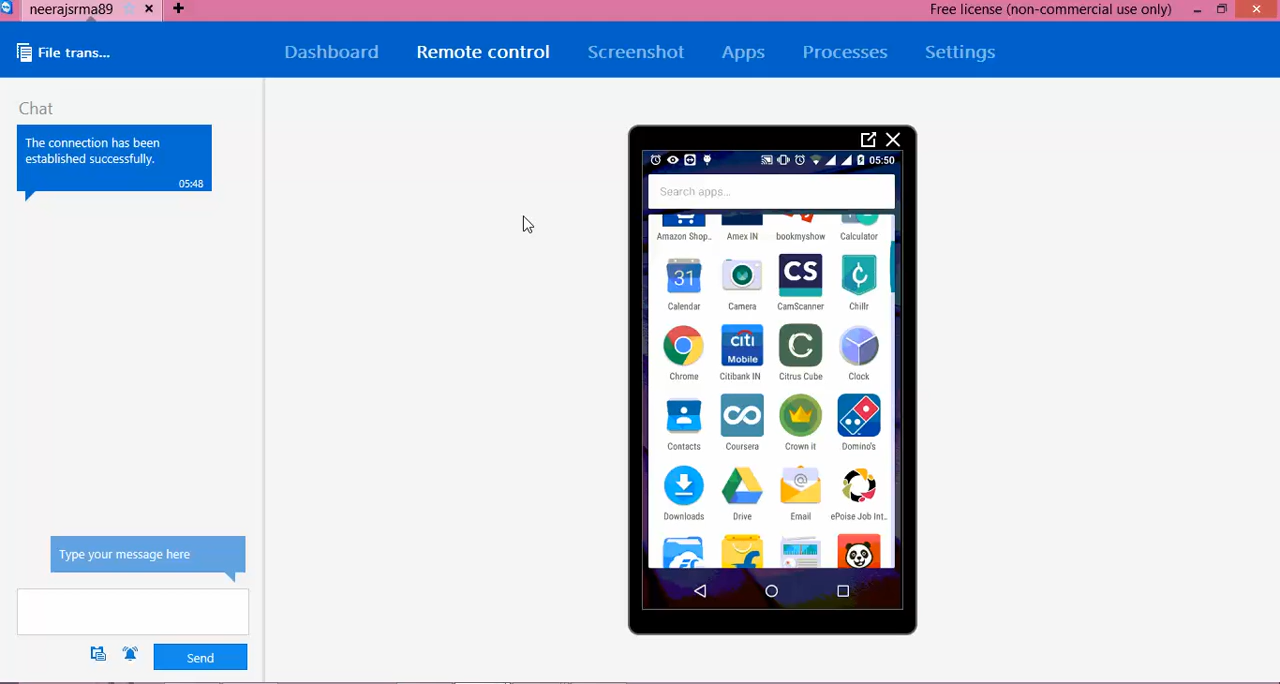 neerajsrma89
Free license (non-commercial use only)
File trans...
Dashboard
Remote control
Screenshot
Apps
Processes
Settings
Chat
The connection has been
established successfully.
05:48
Type your message here
Send
05:50
Search apps...
Amazon Shop..
Amex IN
bookmyshow
Calculator
31
CS
Calendar
Camera
CamScanner
Chillr
citi
Mobile
Chrome
Citibank IN
Citrus Cube
Clock
Contacts
Coursera
Crown it
Domino's
Downloads
Drive
Email
ePoise Job Int..